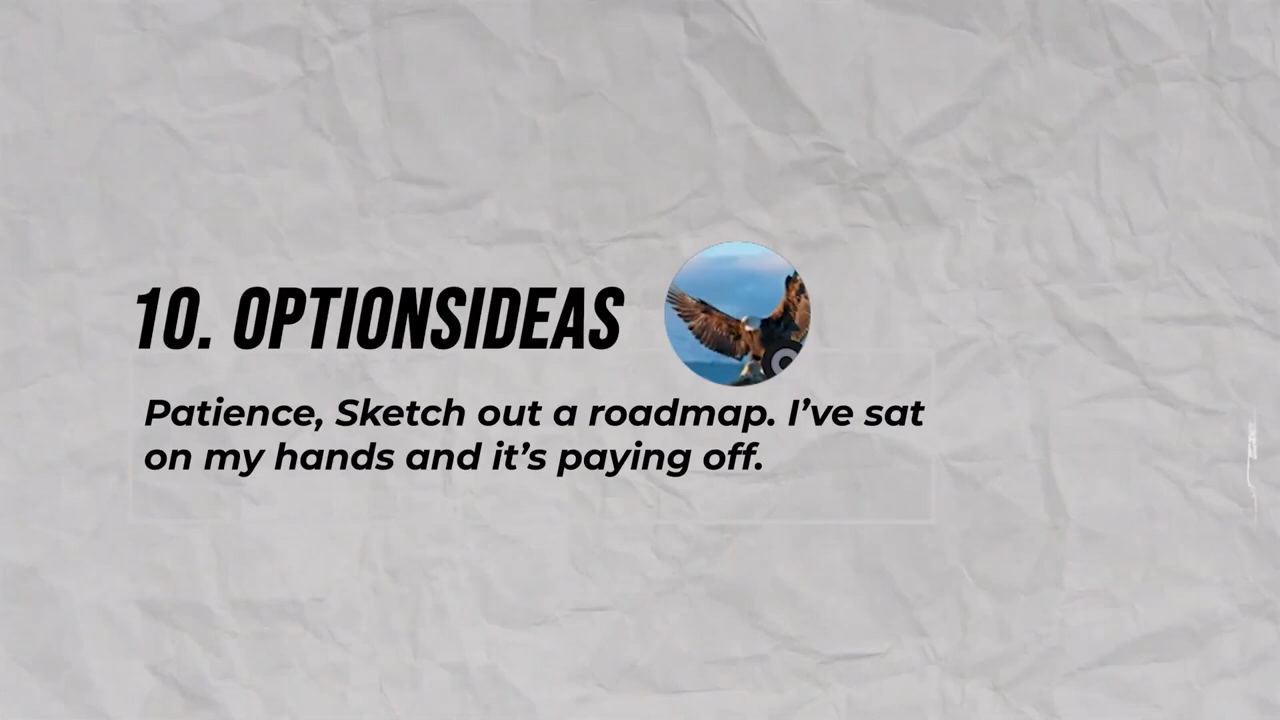 10. OPTIONSIDEAS
Patience, Sketch out a roadmap. I’ve sat
on my hands and it’s paying off.